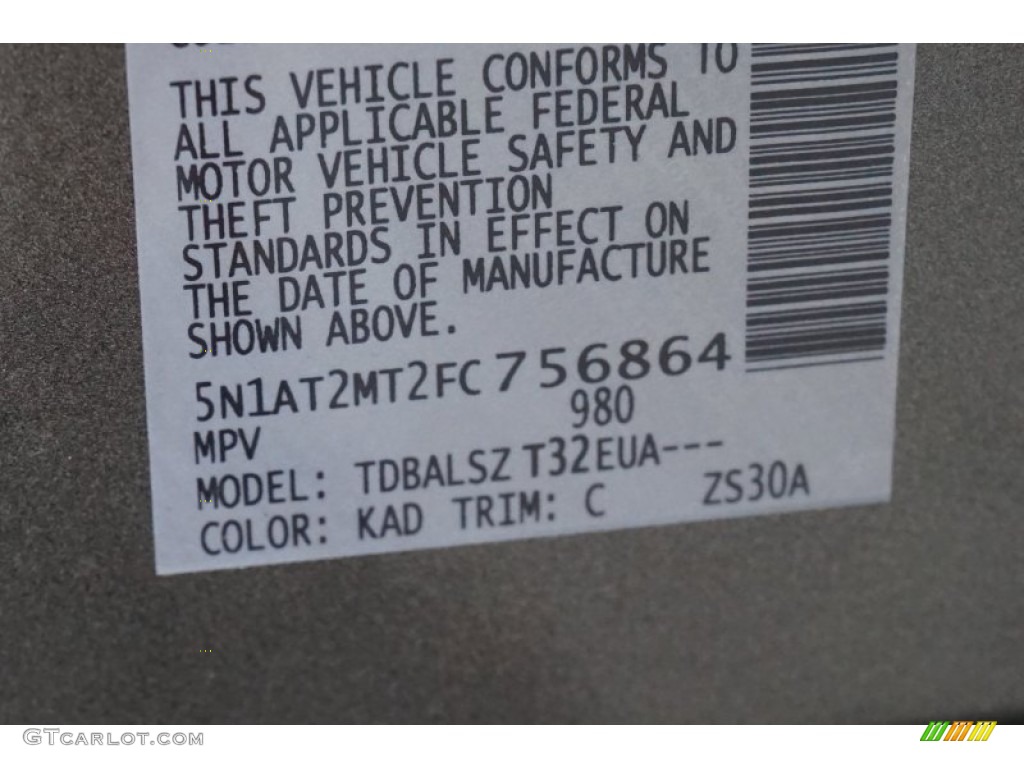 THIS VEHICLE CONFORMS TO
ALL APPLICABLE FEDERAL
MOTOR VEHICLE SAFETY AND
THEFT PREVENTION
STANDARDS IN EFFECT ON
THE DATE OF MANUFACTURE
SHOWN ABOVE.
5N1AT2MT2FC756864
MPV 980
MODEL: TDBALSZ T32EUA---
COLOR: KAD TRIM: C ZS30A
GTCARLOT.COM